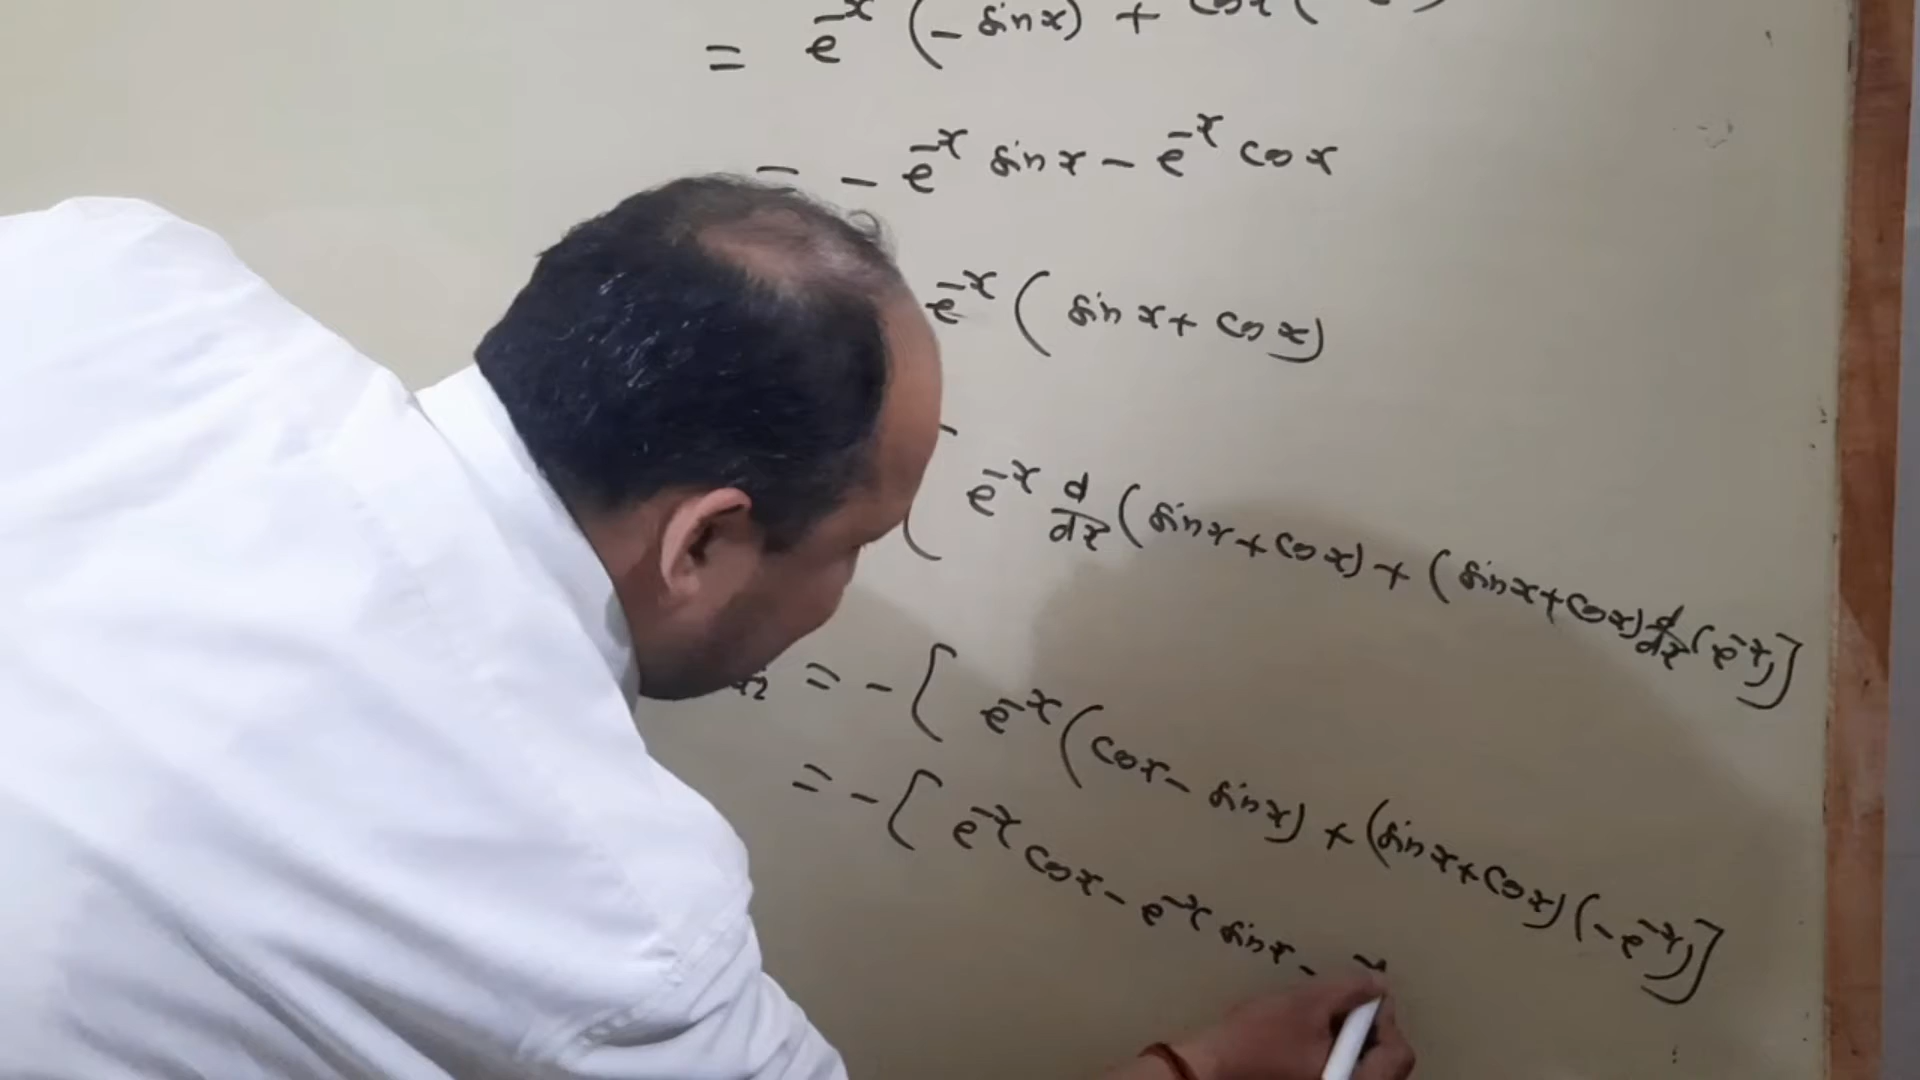 = e^-x (- sin x) + cos x (
= - e^-x sin x - e^-x cos x
e^-x ( sin x + cos x)
e^-x d/dx (sin x + cos x) + (sin x + cos x) d/dx (e^-x)]
= - [ e^-x (cos x - sin x) + (sin x + cos x) (- e^-x)]
= - [ e^-x cos x - e^-x sin x -